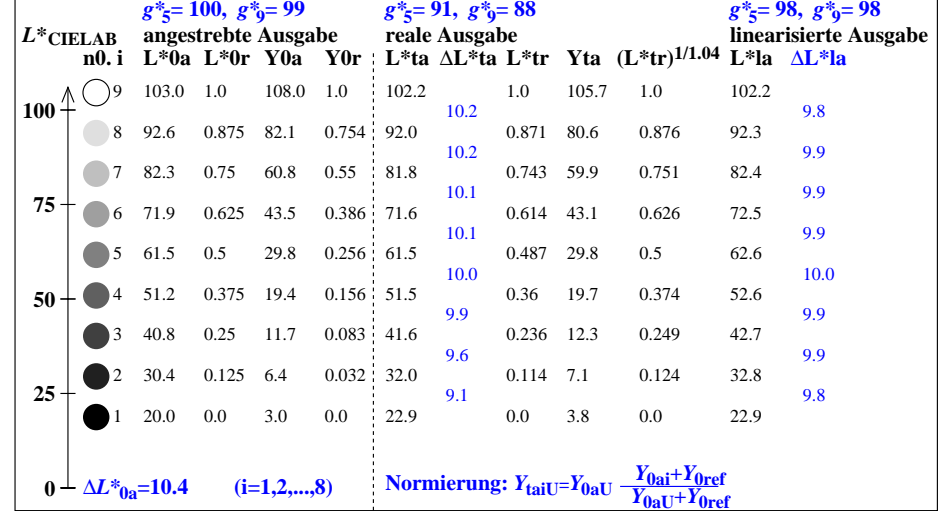 g*5= 100, g*9= 99 g*5= 91, g*9= 88 g*5= 98, g*9= 98
L*CIELAB angestrebte Ausgabe reale Ausgabe linearisierte Ausgabe
n0. i L*0a L*0r Y0a Y0r L*ta ΔL*ta L*tr Yta (L*tr)1/1.04 L*la ΔL*la
9 103.0 1.0 108.0 1.0 102.2 1.0 105.7 1.0 102.2
100 10.2 9.8
8 92.6 0.875 82.1 0.754 92.0 0.871 80.6 0.876 92.3
10.2 9.9
7 82.3 0.75 60.8 0.55 81.8 0.743 59.9 0.751 82.4
75 10.1 9.9
6 71.9 0.625 43.5 0.386 71.6 0.614 43.1 0.626 72.5
10.1 9.9
5 61.5 0.5 29.8 0.256 61.5 0.487 29.8 0.5 62.6
10.0 10.0
50 4 51.2 0.375 19.4 0.156 51.5 0.36 19.7 0.374 52.6
9.9 9.9
3 40.8 0.25 11.7 0.083 41.6 0.236 12.3 0.249 42.7
9.6 9.9
2 30.4 0.125 6.4 0.032 32.0 0.114 7.1 0.124 32.8
25 9.1 9.8
1 20.0 0.0 3.0 0.0 22.9 0.0 3.8 0.0 22.9
0 ΔL*0a=10.4 (i=1,2,...,8) Normierung: YtaiU=Y0aU Y0ai+Y0ref
Y0aU+Y0ref